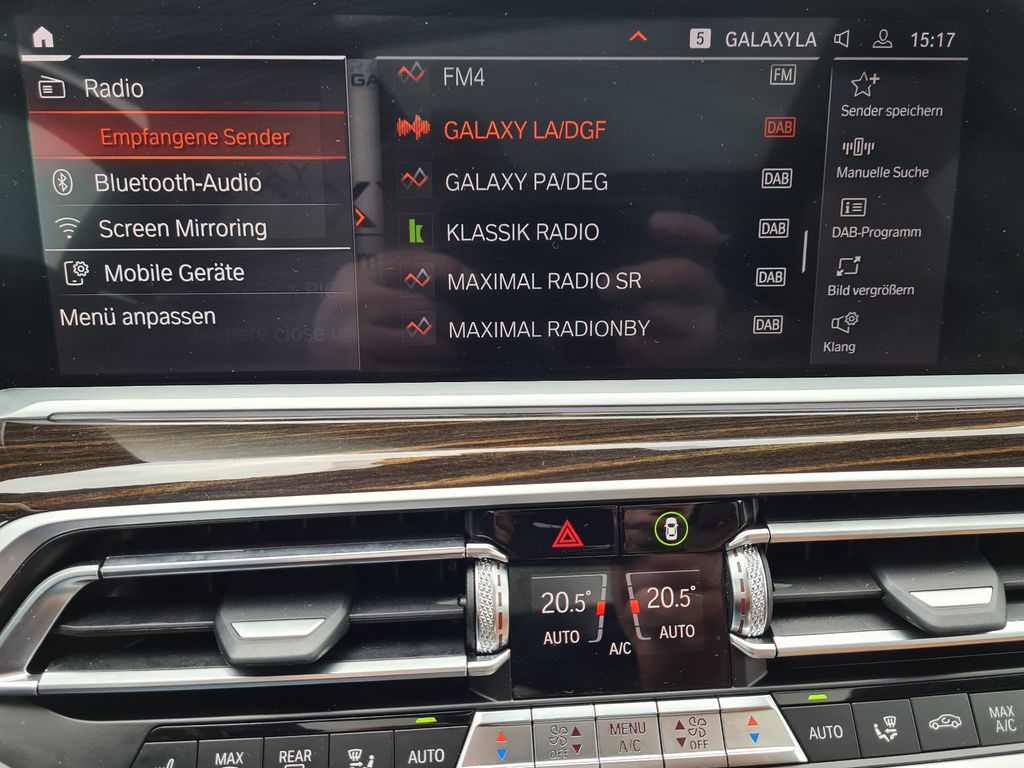 5 GALAXYLA 15:17
Radio
Empfangene Sender
Bluetooth-Audio
Screen Mirroring
Mobile Geräte
Menü anpassen
FM4 FM
GALAXY LA/DGF DAB
GALAXY PA/DEG DAB
KLASSIK RADIO DAB
MAXIMAL RADIO SR DAB
MAXIMAL RADIONBY DAB
Sender speichern
Manuelle Suche
DAB-Programm
Bild vergrößern
Klang
20.5° 20.5°
AUTO A/C AUTO
MAX
REAR
AUTO
OFF
MENU
A/C
OFF
AUTO
MAX
A/C